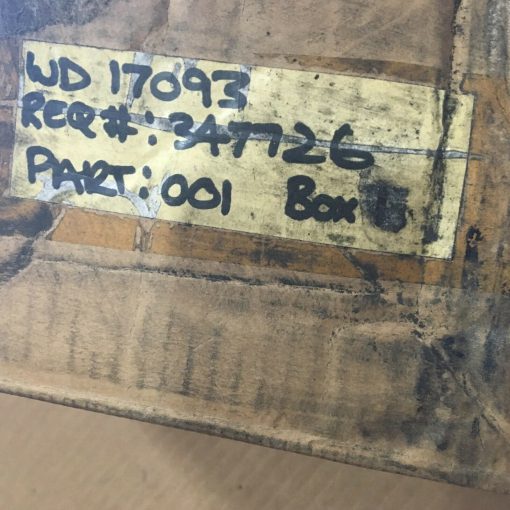 WD 17093
REQ#: 347726
PART: 001 Box